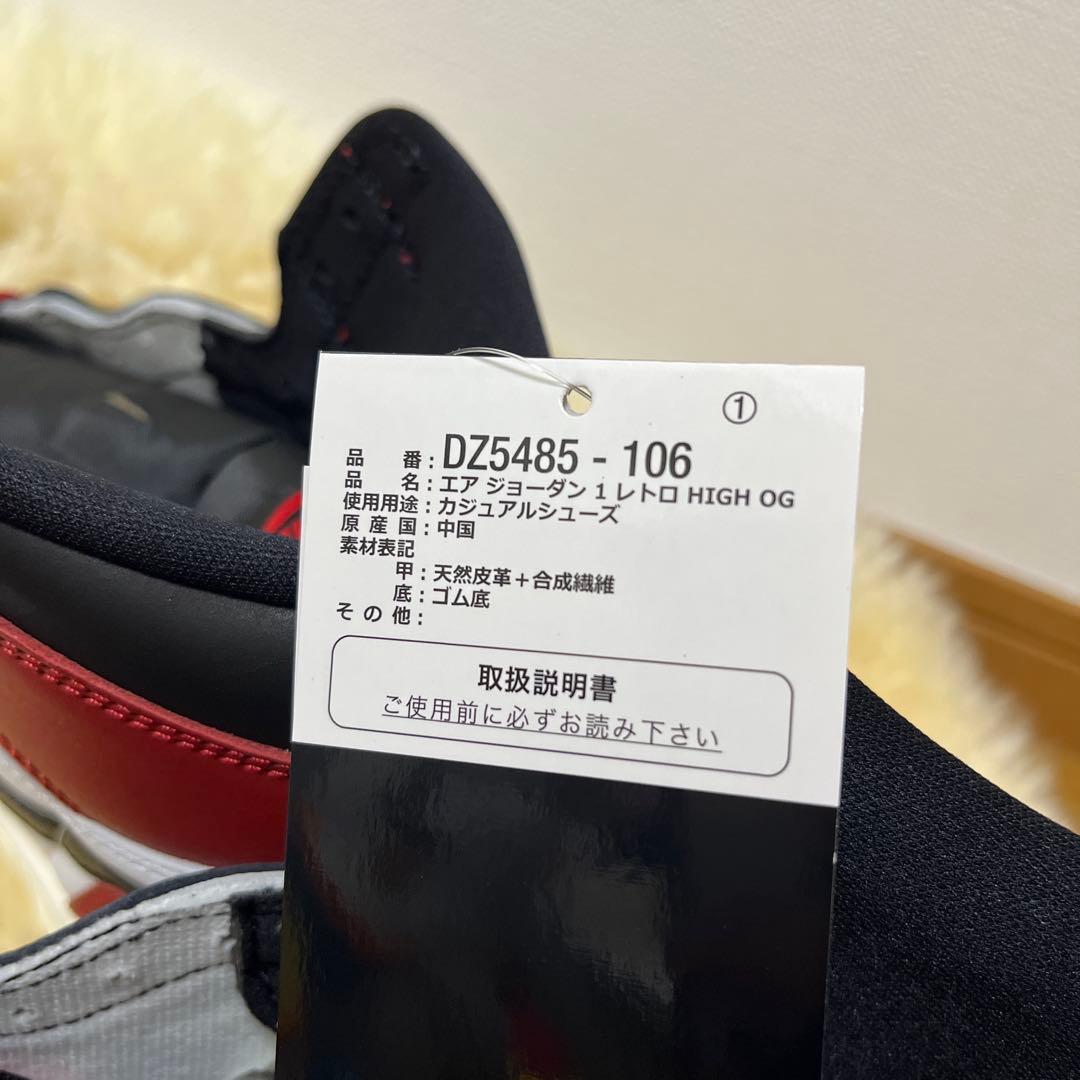 ①
品 番 : DZ5485 - 106
品 名 : エア ジョーダン 1 レトロ HIGH OG
使用用途 : カジュアルシューズ
原 産 国 : 中国
素材表記
甲 : 天然皮革＋合成繊維
底 : ゴム底
そ の 他 :
取扱説明書
ご使用前に必ずお読み下さい